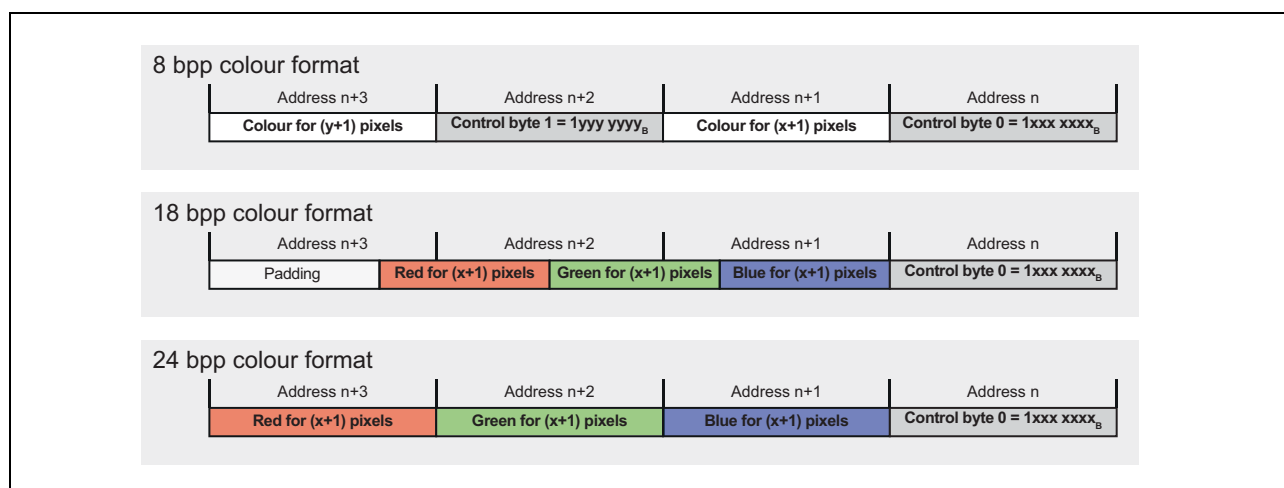 8 bpp colour format
Address n+3 Address n+2 Address n+1 Address n
Colour for (y+1) pixels Control byte 1 = 1yyy yyyyB Colour for (x+1) pixels Control byte 0 = 1xxx xxxxB
18 bpp colour format
Address n+3 Address n+2 Address n+1 Address n
Padding Red for (x+1) pixels Green for (x+1) pixels Blue for (x+1) pixels Control byte 0 = 1xxx xxxxB
24 bpp colour format
Address n+3 Address n+2 Address n+1 Address n
Red for (x+1) pixels Green for (x+1) pixels Blue for (x+1) pixels Control byte 0 = 1xxx xxxxB